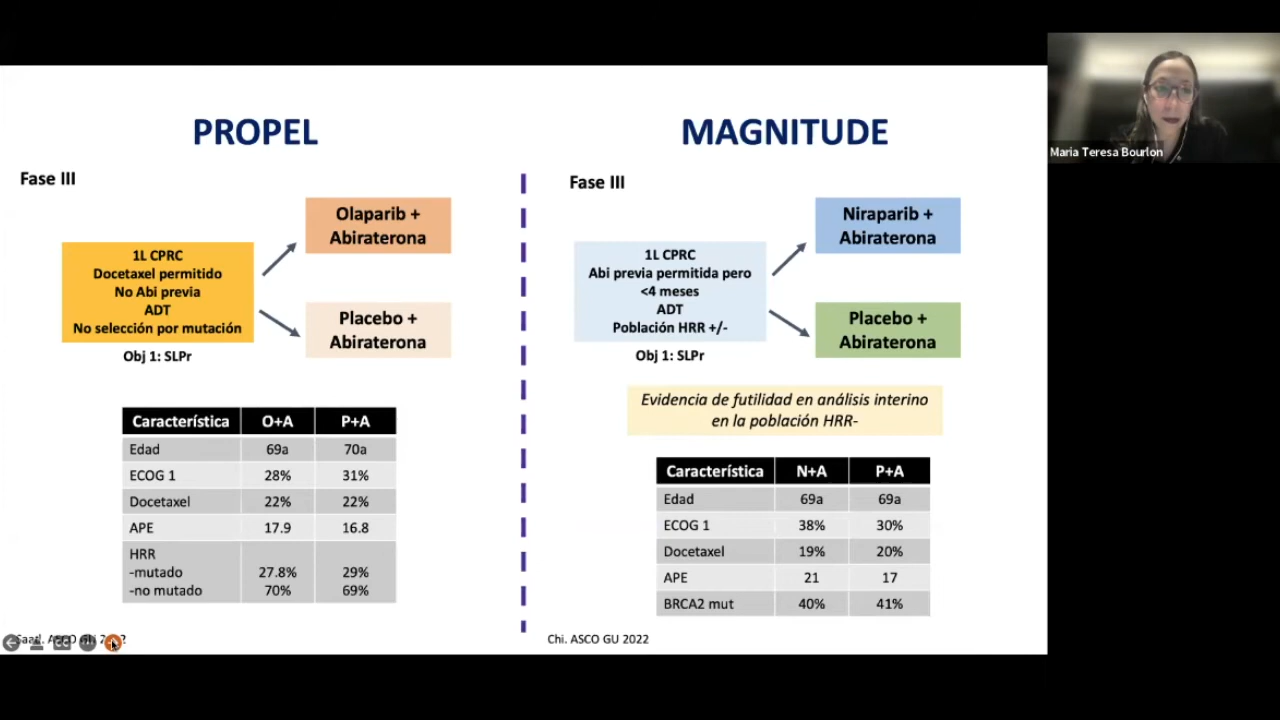 PROPEL
Fase III
Olaparib +
Abiraterona
1L CPRC
Docetaxel permitido
No Abi previa
ADT
No selección por mutación
Placebo +
Abiraterona
Obj 1: SLPr
Característica O+A P+A
Edad 69a 70a
ECOG 1 28% 31%
Docetaxel 22% 22%
APE 17.9 16.8
HRR
-mutado 27.8% 29%
-no mutado 70% 69%
Saad. ASCO GU
MAGNITUDE
Fase III
Niraparib +
Abiraterona
1L CPRC
Abi previa permitida pero
<4 meses
ADT
Población HRR +/-
Placebo +
Abiraterona
Obj 1: SLPr
Evidencia de futilidad en análisis interino
en la población HRR-
Característica N+A P+A
Edad 69a 69a
ECOG 1 38% 30%
Docetaxel 19% 20%
APE 21 17
BRCA2 mut 40% 41%
Chi. ASCO GU 2022
Maria Teresa Bourlon